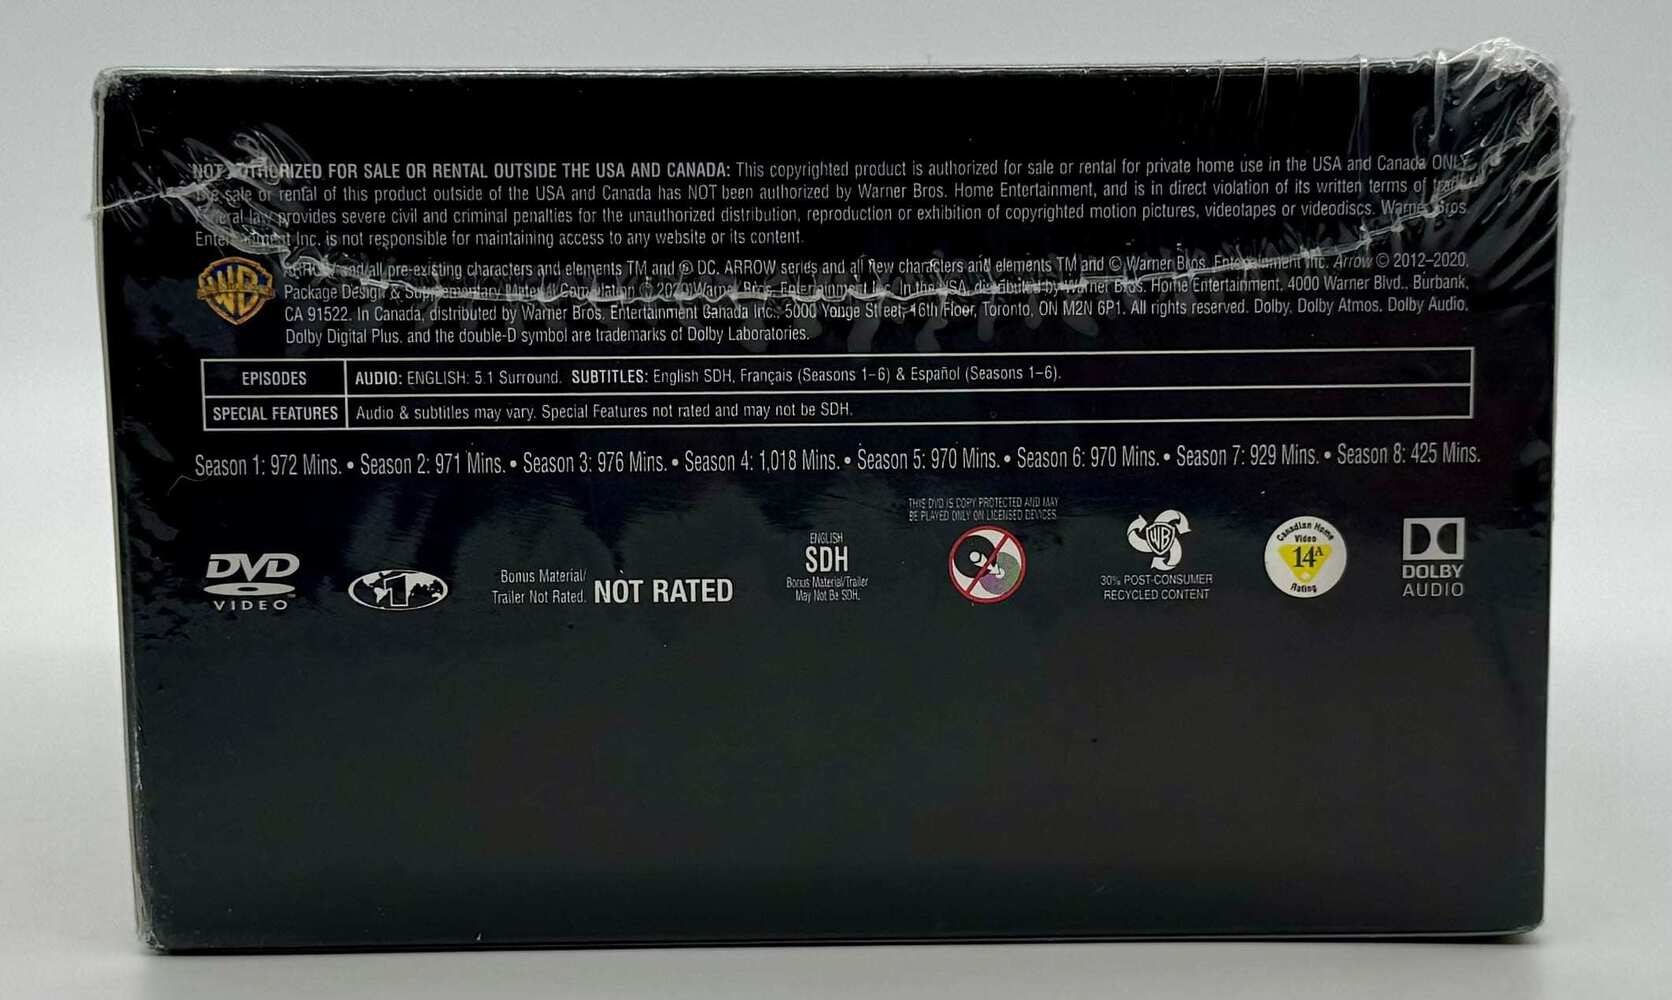 NOT AUTHORIZED FOR SALE OR RENTAL OUTSIDE THE USA AND CANADA: This copyrighted product is authorized for sale or rental for private home use in the USA and Canada ONLY.
The sale or rental of this product outside of the USA and Canada has NOT been authorized by Warner Bros. Home Entertainment, and is in direct violation of its written terms of trade.
Federal law provides severe civil and criminal penalties for the unauthorized distribution, reproduction or exhibition of copyrighted motion pictures, videotapes or videodiscs. Warner Bros.
Entertainment Inc. is not responsible for maintaining access to any website or its content.
WB
ARROW and all pre-existing characters and elements TM and © DC. ARROW series and all new characters and elements TM and © Warner Bros. Entertainment Inc. Arrow © 2012–2020,
Package Design & Supplementary Material Compilation © 2020 Warner Bros. Entertainment Inc. In the USA, distributed by Warner Bros. Home Entertainment, 4000 Warner Blvd., Burbank,
CA 91522. In Canada, distributed by Warner Bros. Entertainment Canada Inc., 5000 Yonge Street, 16th Floor, Toronto, ON M2N 6P1. All rights reserved. Dolby, Dolby Atmos, Dolby Audio,
Dolby Digital Plus, and the double-D symbol are trademarks of Dolby Laboratories.
EPISODES AUDIO: ENGLISH: 5.1 Surround. SUBTITLES: English SDH, Français (Seasons 1–6) & Español (Seasons 1–6).
SPECIAL FEATURES Audio & subtitles may vary. Special Features not rated and may not be SDH.
Season 1: 972 Mins. • Season 2: 971 Mins. • Season 3: 976 Mins. • Season 4: 1,018 Mins. • Season 5: 970 Mins. • Season 6: 970 Mins. • Season 7: 929 Mins. • Season 8: 425 Mins.
DVD
VIDEO
1
Bonus Material/
Trailer Not Rated.
NOT RATED
ENGLISH
SDH
Bonus Material/Trailer
May Not Be SDH.
THIS DVD IS COPY PROTECTED AND MAY
BE PLAYED ONLY ON LICENSED DEVICES
WB
30% POST-CONSUMER
RECYCLED CONTENT
Canadian Home
Video
14A
Rating
DOLBY
AUDIO